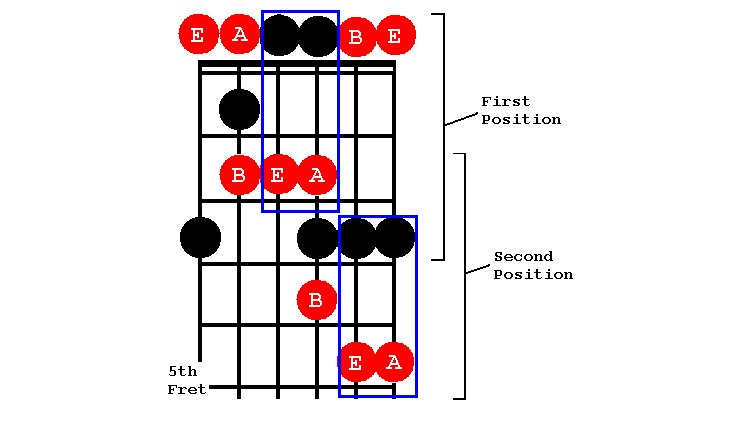 E A B E
First
Position
B E A
Second
Position
B
E A
5th
Fret